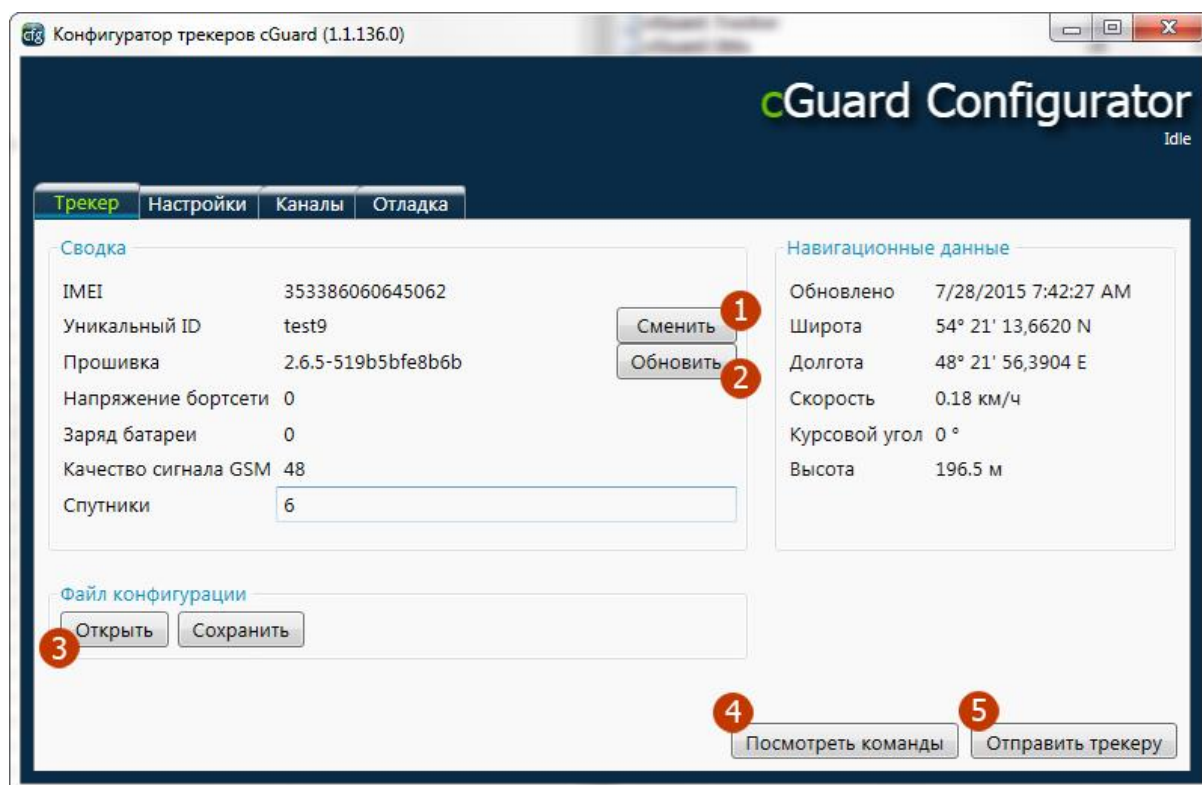 cfg Конфигуратор трекеров cGuard (1.1.136.0)
cGuard Configurator
Idle
Трекер Настройки Каналы Отладка
Сводка
IMEI 353386060645062
Уникальный ID test9 Сменить 1
Прошивка 2.6.5-519b5bfe8b6b Обновить 2
Напряжение бортсети 0
Заряд батареи 0
Качество сигнала GSM 48
Спутники 6
Навигационные данные
Обновлено 7/28/2015 7:42:27 AM
Широта 54° 21' 13,6620 N
Долгота 48° 21' 56,3904 E
Скорость 0.18 км/ч
Курсовой угол 0 °
Высота 196.5 м
Файл конфигурации
Открыть Сохранить
3
4 5
Посмотреть команды Отправить трекеру